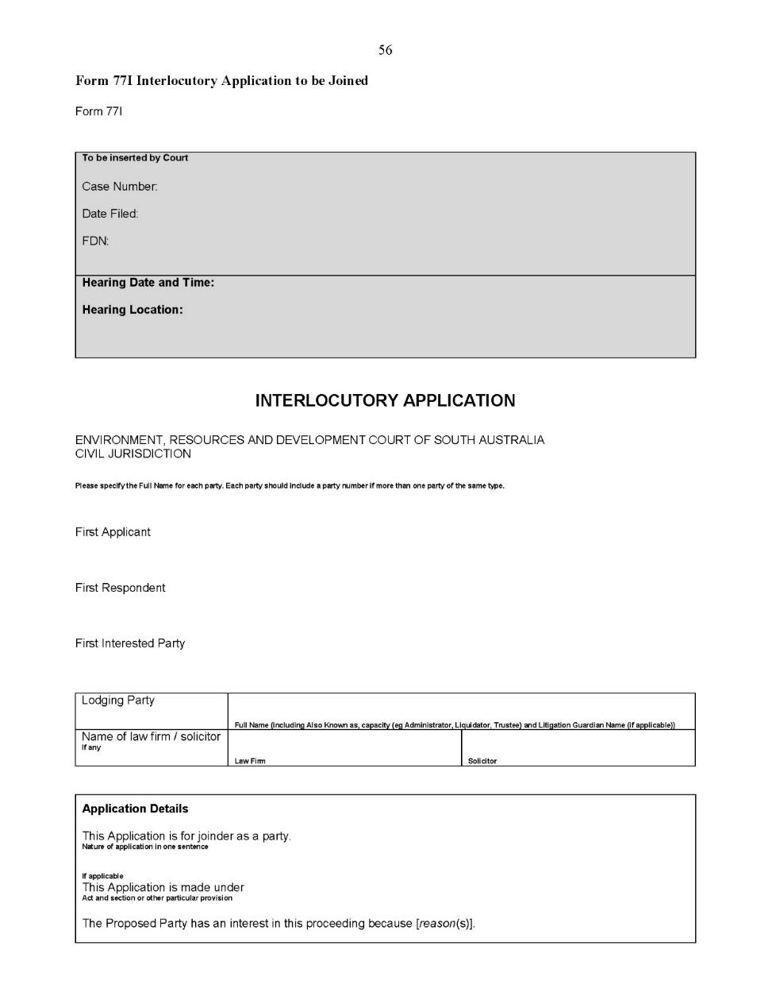 56
Form 77I Interlocutory Application to be Joined
Form 77I
To be inserted by Court
Case Number:
Date Filed:
FDN:
Hearing Date and Time:
Hearing Location:
INTERLOCUTORY APPLICATION
ENVIRONMENT, RESOURCES AND DEVELOPMENT COURT OF SOUTH AUSTRALIA
CIVIL JURISDICTION
Please specify the Full Name for each party. Each party should include a party number if more than one party of the same type.
First Applicant
First Respondent
First Interested Party
Lodging Party
Full Name (including Also Known as, capacity (eg Administrator, Liquidator, Trustee) and Litigation Guardian Name (if applicable))
Name of law firm / solicitor
If any
Law Firm
Solicitor
Application Details
This Application is for joinder as a party.
Nature of application in one sentence
If applicable
This Application is made under
Act and section or other particular provision
The Proposed Party has an interest in this proceeding because [reason(s)].